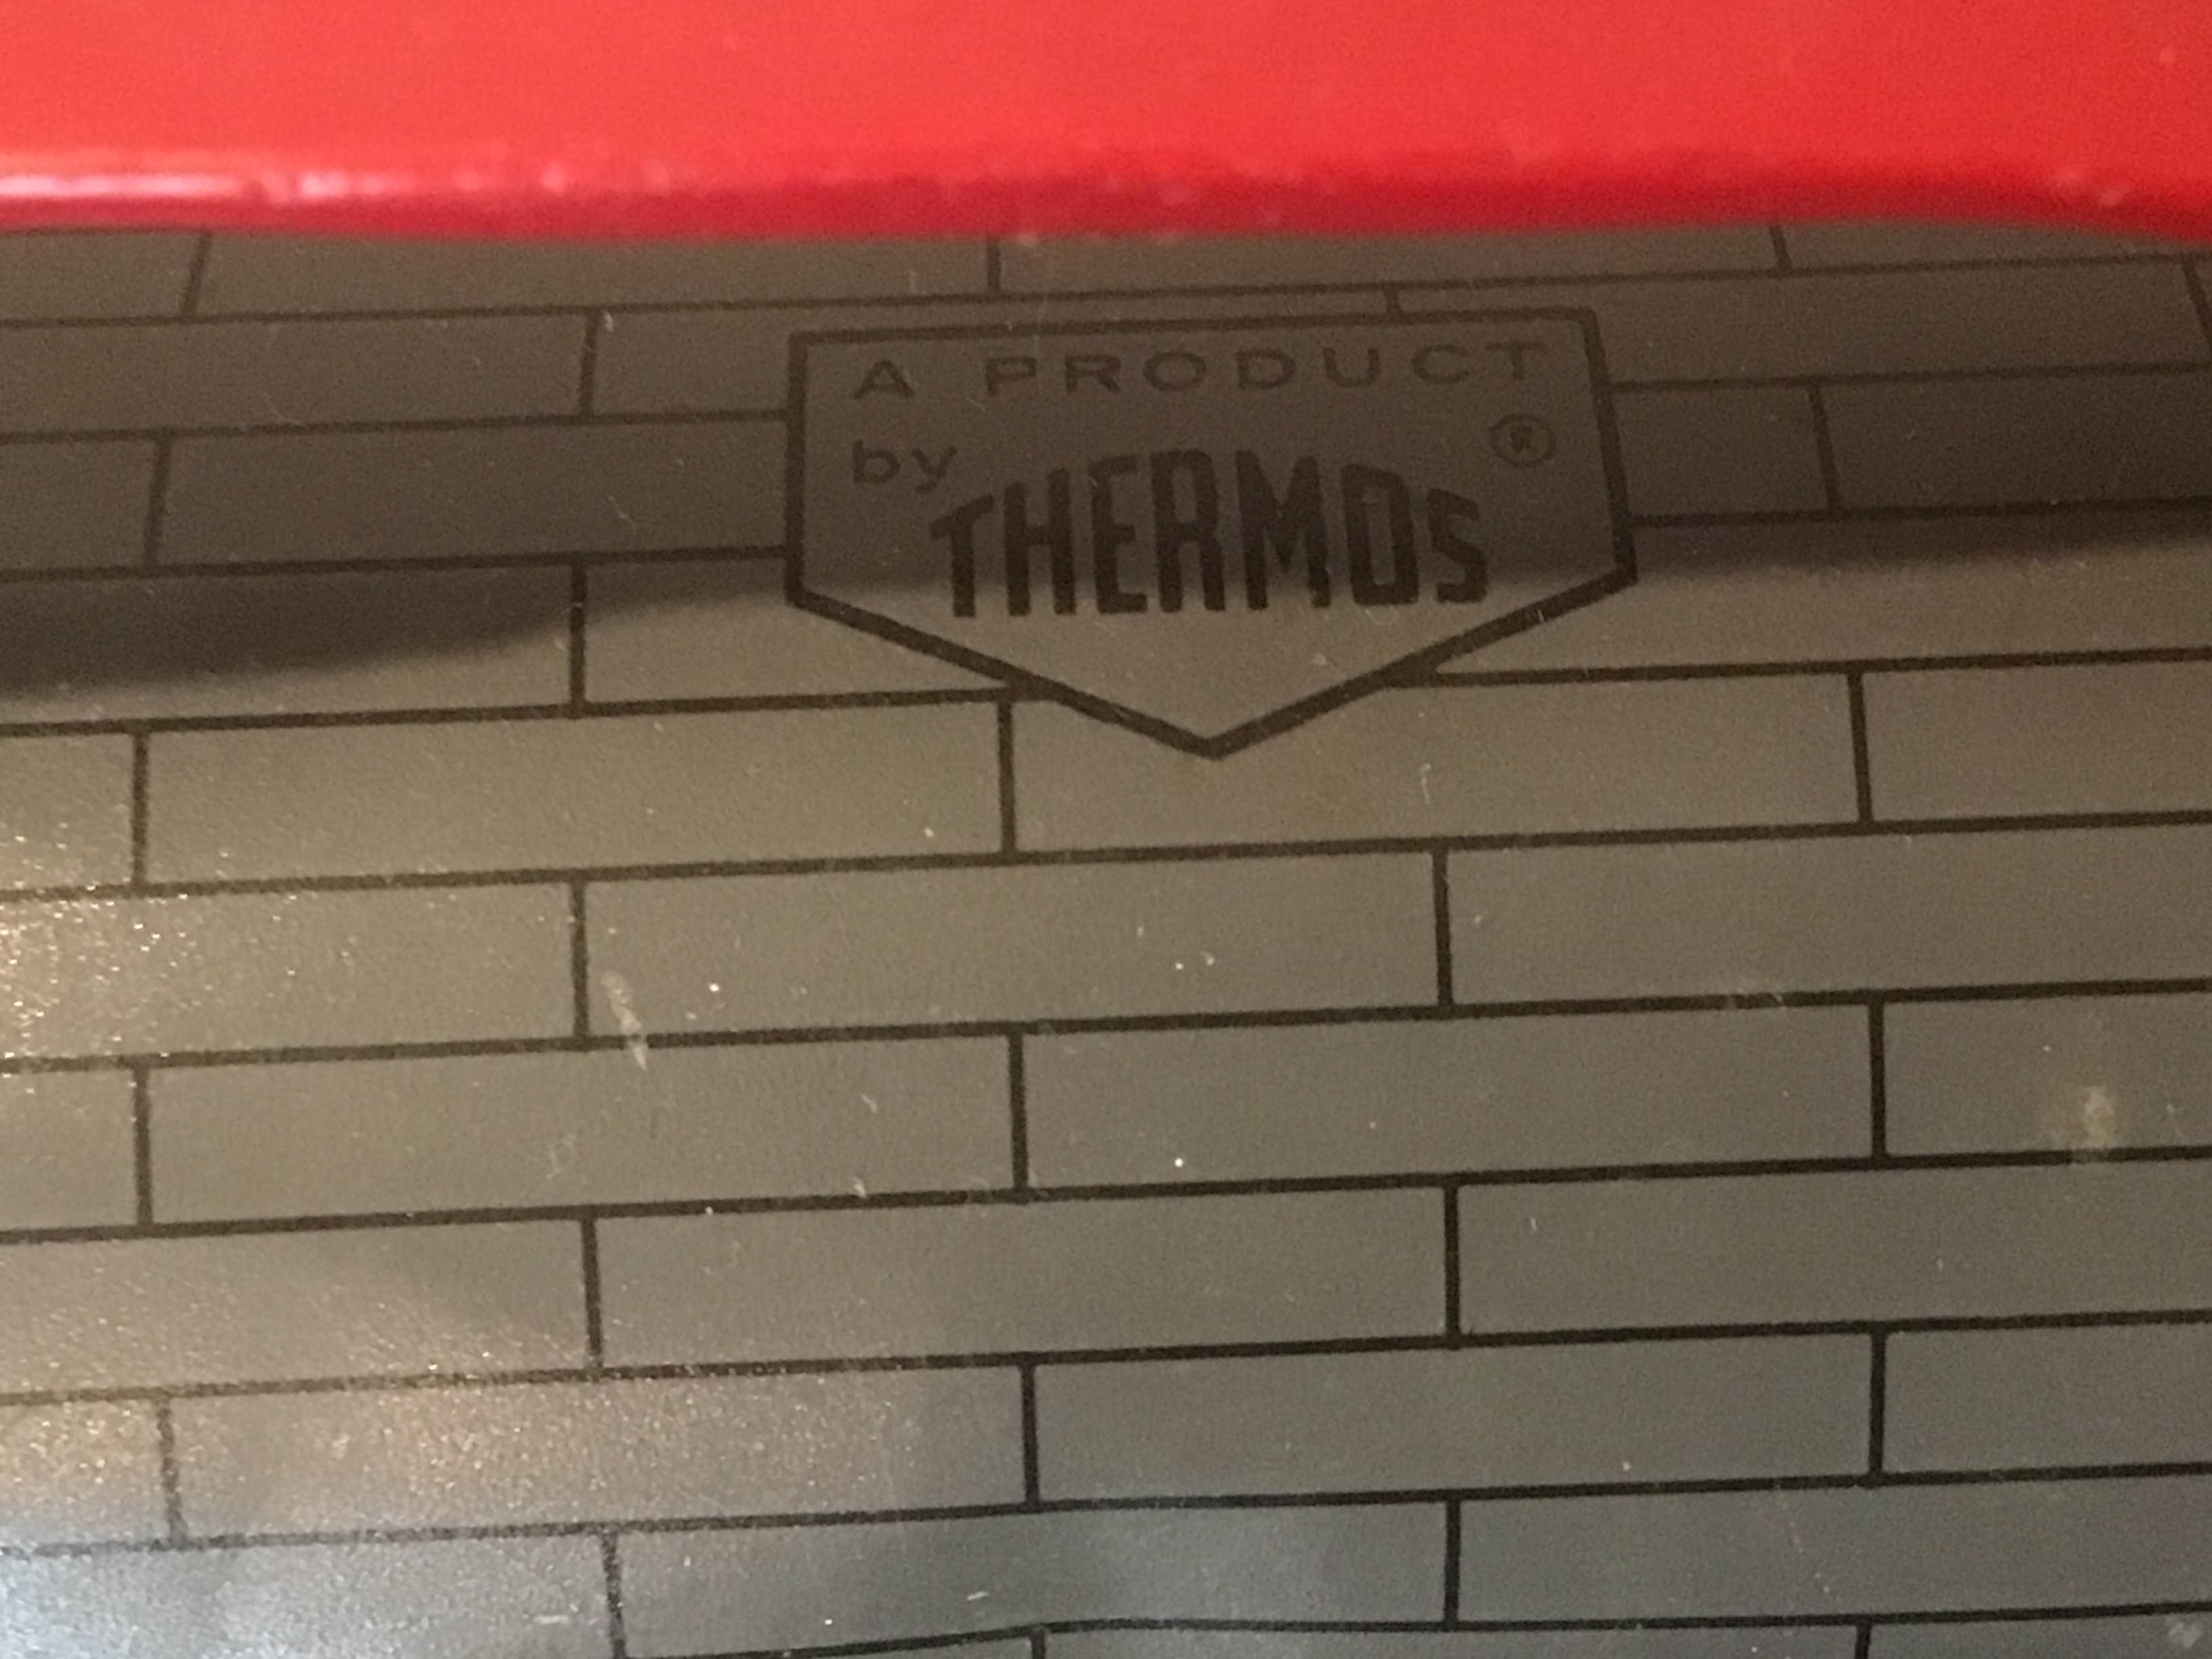 A PRODUCT
by THERMOS ®